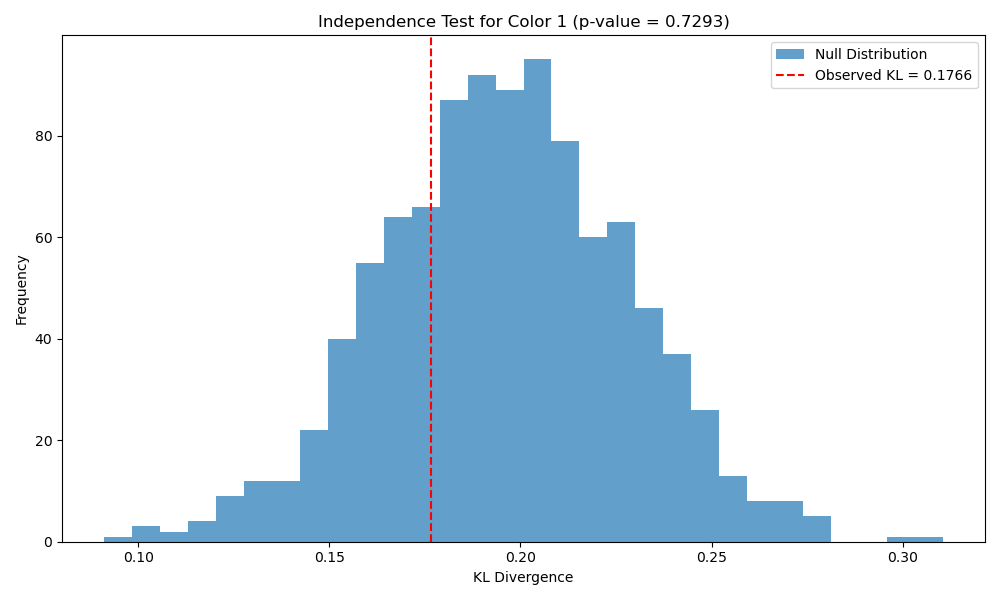 Independence Test for Color 1 (p-value = 0.7293)
Null Distribution
Observed KL = 0.1766
Frequency
80
60
40
20
0
0.10 0.15 0.20 0.25 0.30
KL Divergence